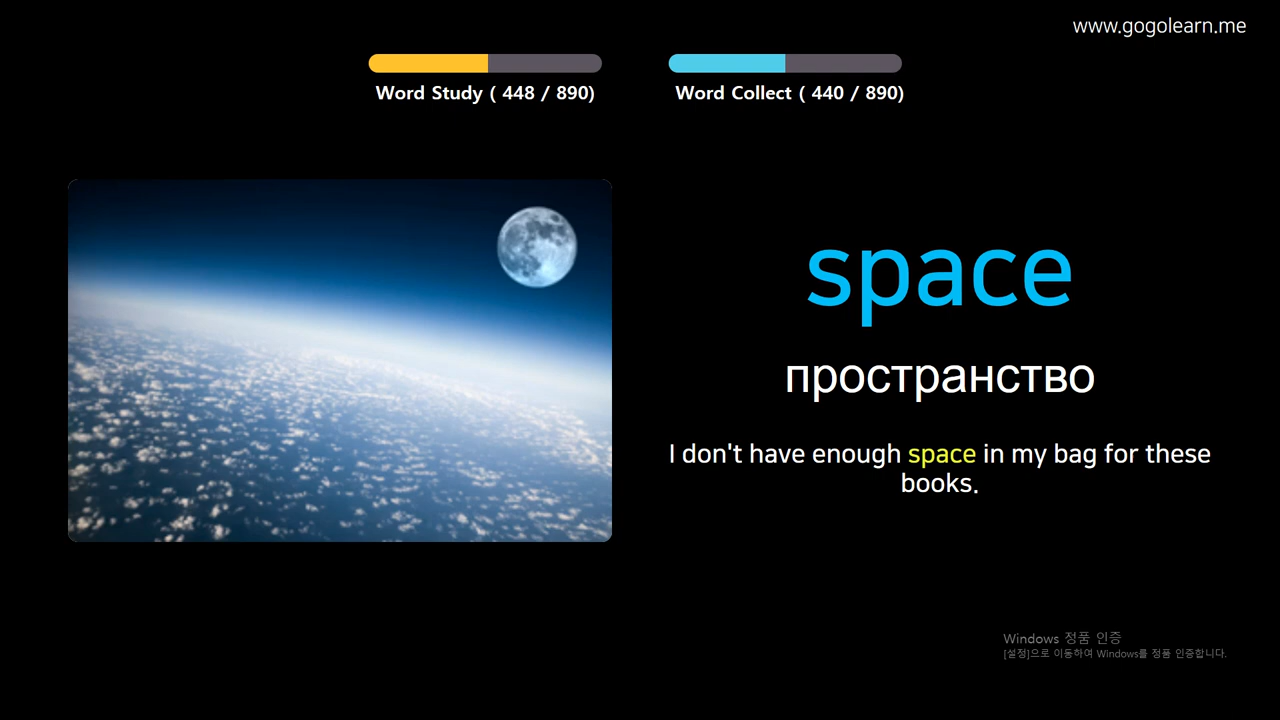 www.gogolearn.me
Word Study ( 448 / 890)
Word Collect ( 440 / 890)
space
пространство
I don't have enough space in my bag for these
books.
Windows 정품 인증
[설정]으로 이동하여 Windows를 정품 인증합니다.